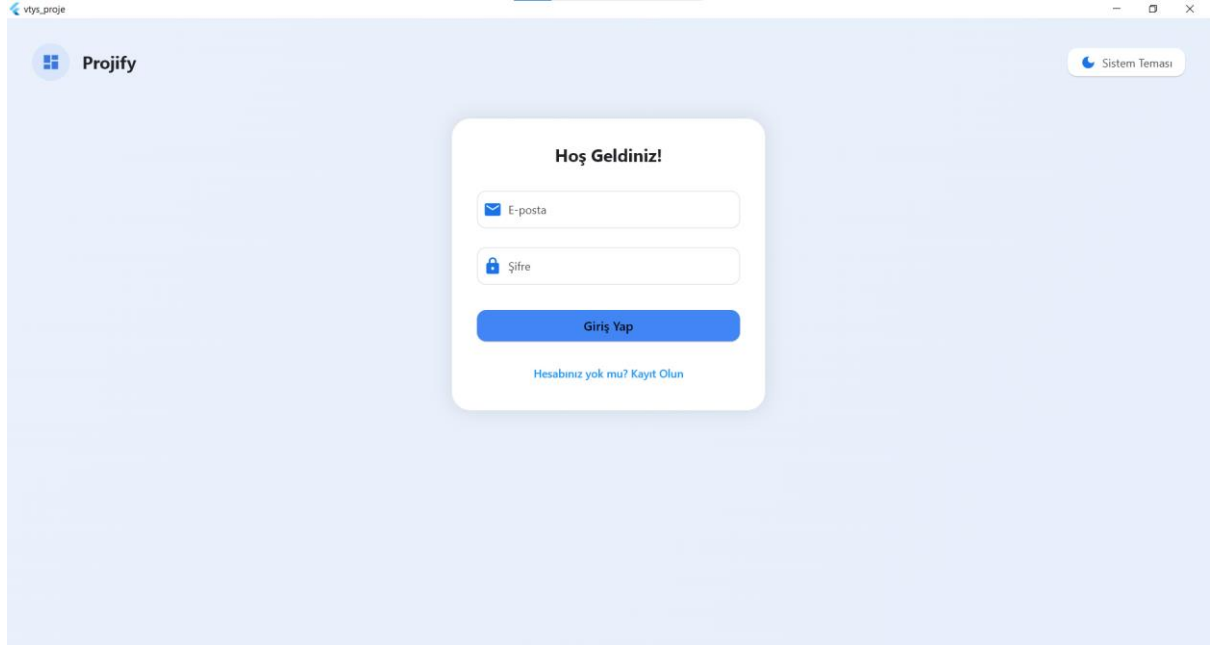 vtys_proje
Projify
Sistem Teması
Hoş Geldiniz!
E-posta
Şifre
Giriş Yap
Hesabınız yok mu? Kayıt Olun